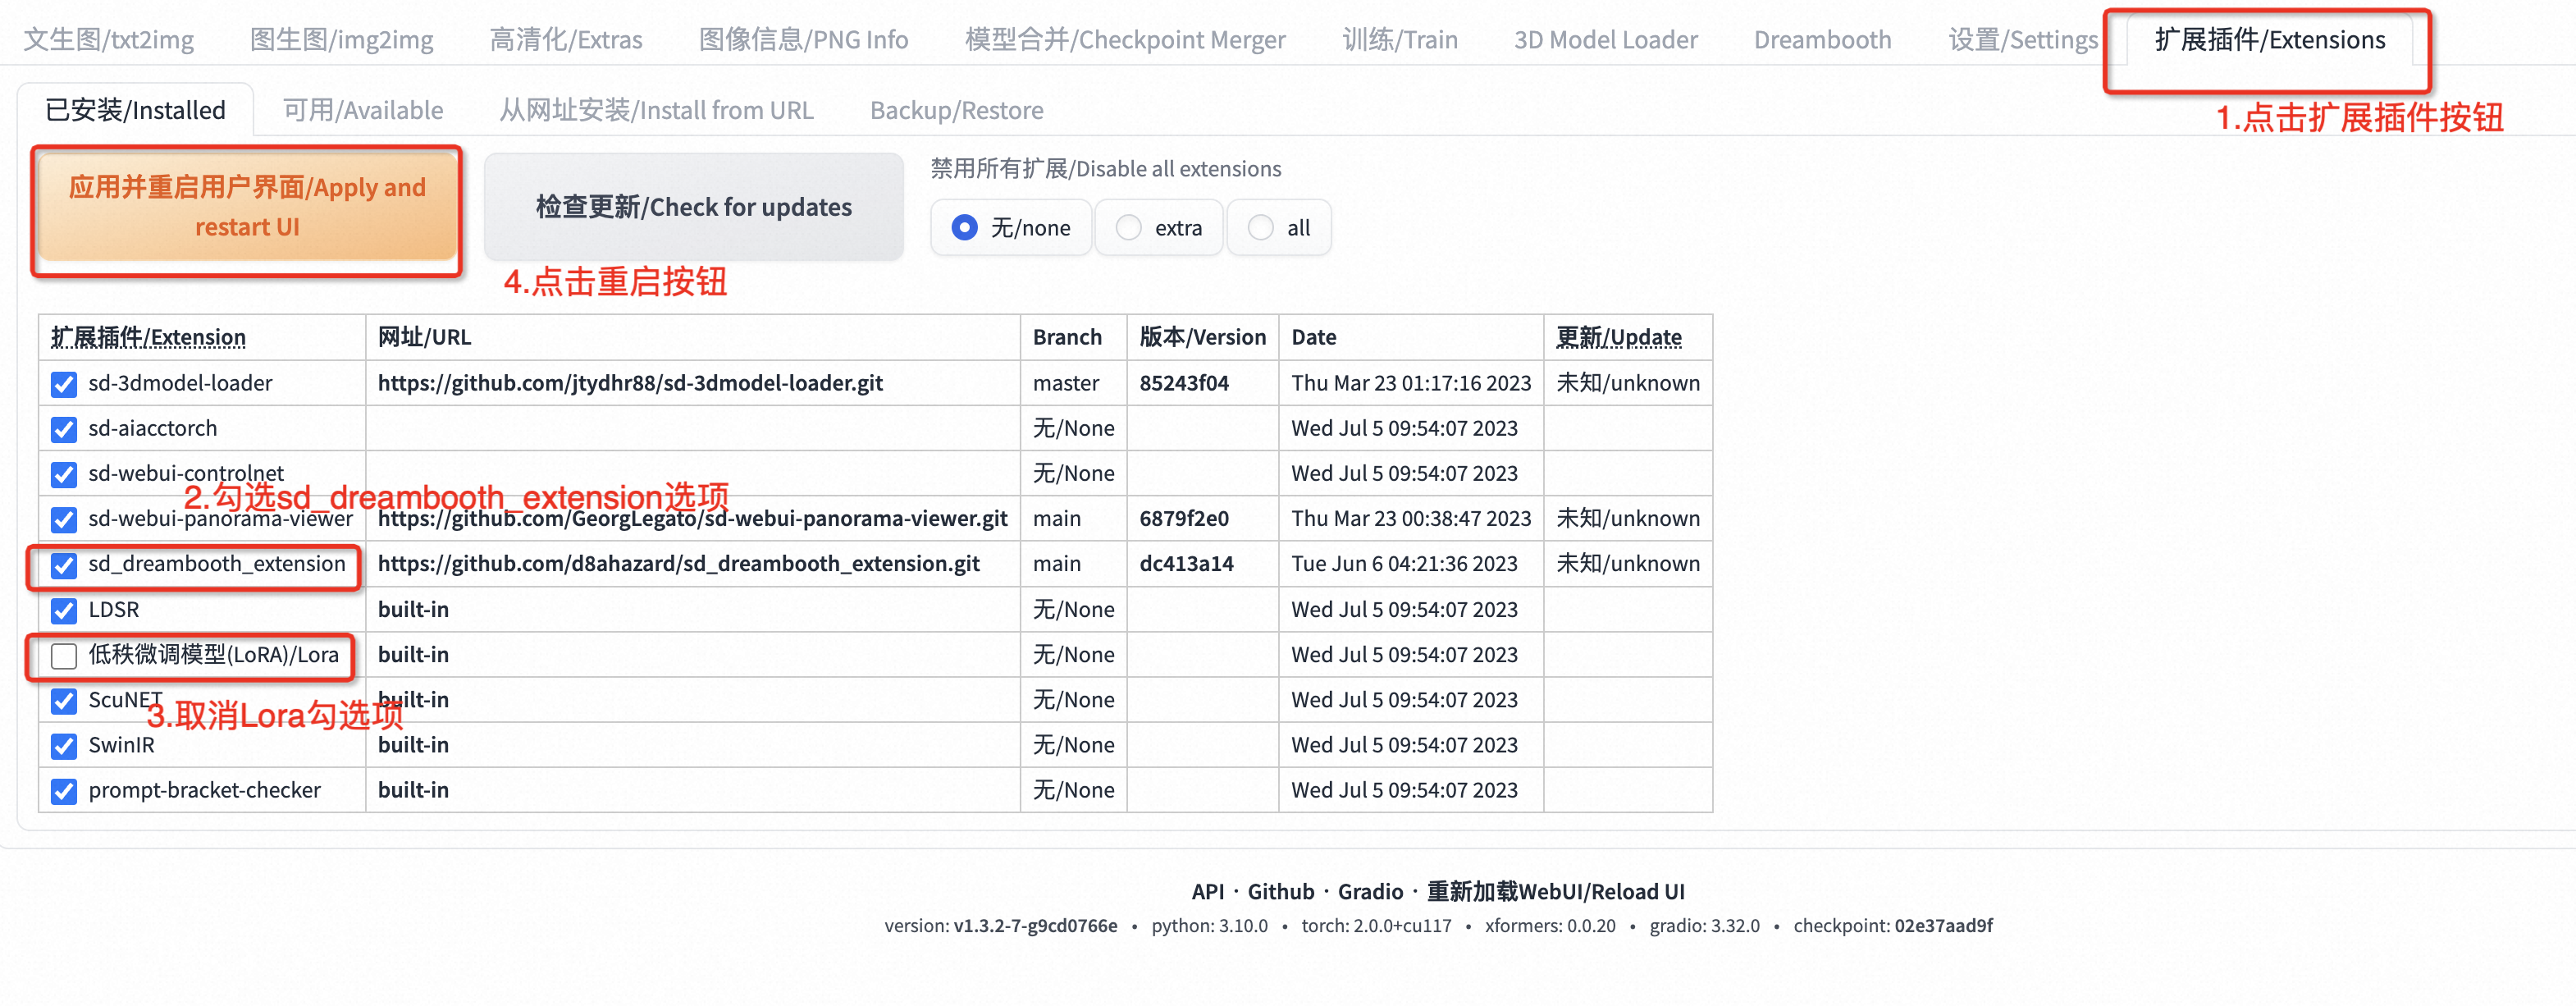 文生图/txt2img 图生图/img2img 高清化/Extras 图像信息/PNG Info 模型合并/Checkpoint Merger 训练/Train 3D Model Loader Dreambooth 设置/Settings 扩展插件/Extensions
已安装/Installed 可用/Available 从网址安装/Install from URL Backup/Restore
1.点击扩展插件按钮
应用并重启用户界面/Apply and
restart UI
检查更新/Check for updates
禁用所有扩展/Disable all extensions
无/none extra all
4.点击重启按钮
扩展插件/Extension 网址/URL Branch 版本/Version Date 更新/Update
sd-3dmodel-loader https://github.com/jtydhr88/sd-3dmodel-loader.git master 85243f04 Thu Mar 23 01:17:16 2023 未知/unknown
sd-aiacctorch 无/None Wed Jul 5 09:54:07 2023
sd-webui-controlnet 无/None Wed Jul 5 09:54:07 2023
2.勾选sd_dreambooth_extension选项
sd-webui-panorama-viewer https://github.com/GeorgLegato/sd-webui-panorama-viewer.git main 6879f2e0 Thu Mar 23 00:38:47 2023 未知/unknown
sd_dreambooth_extension https://github.com/d8ahazard/sd_dreambooth_extension.git main dc413a14 Tue Jun 6 04:21:36 2023 未知/unknown
LDSR built-in 无/None Wed Jul 5 09:54:07 2023
低秩微调模型(LoRA)/Lora built-in 无/None Wed Jul 5 09:54:07 2023
ScuNET built-in 无/None Wed Jul 5 09:54:07 2023
3.取消Lora勾选项
SwinIR built-in 无/None Wed Jul 5 09:54:07 2023
prompt-bracket-checker built-in 无/None Wed Jul 5 09:54:07 2023
API · Github · Gradio · 重新加载WebUI/Reload UI
version: v1.3.2-7-g9cd0766e • python: 3.10.0 • torch: 2.0.0+cu117 • xformers: 0.0.20 • gradio: 3.32.0 • checkpoint: 02e37aad9f